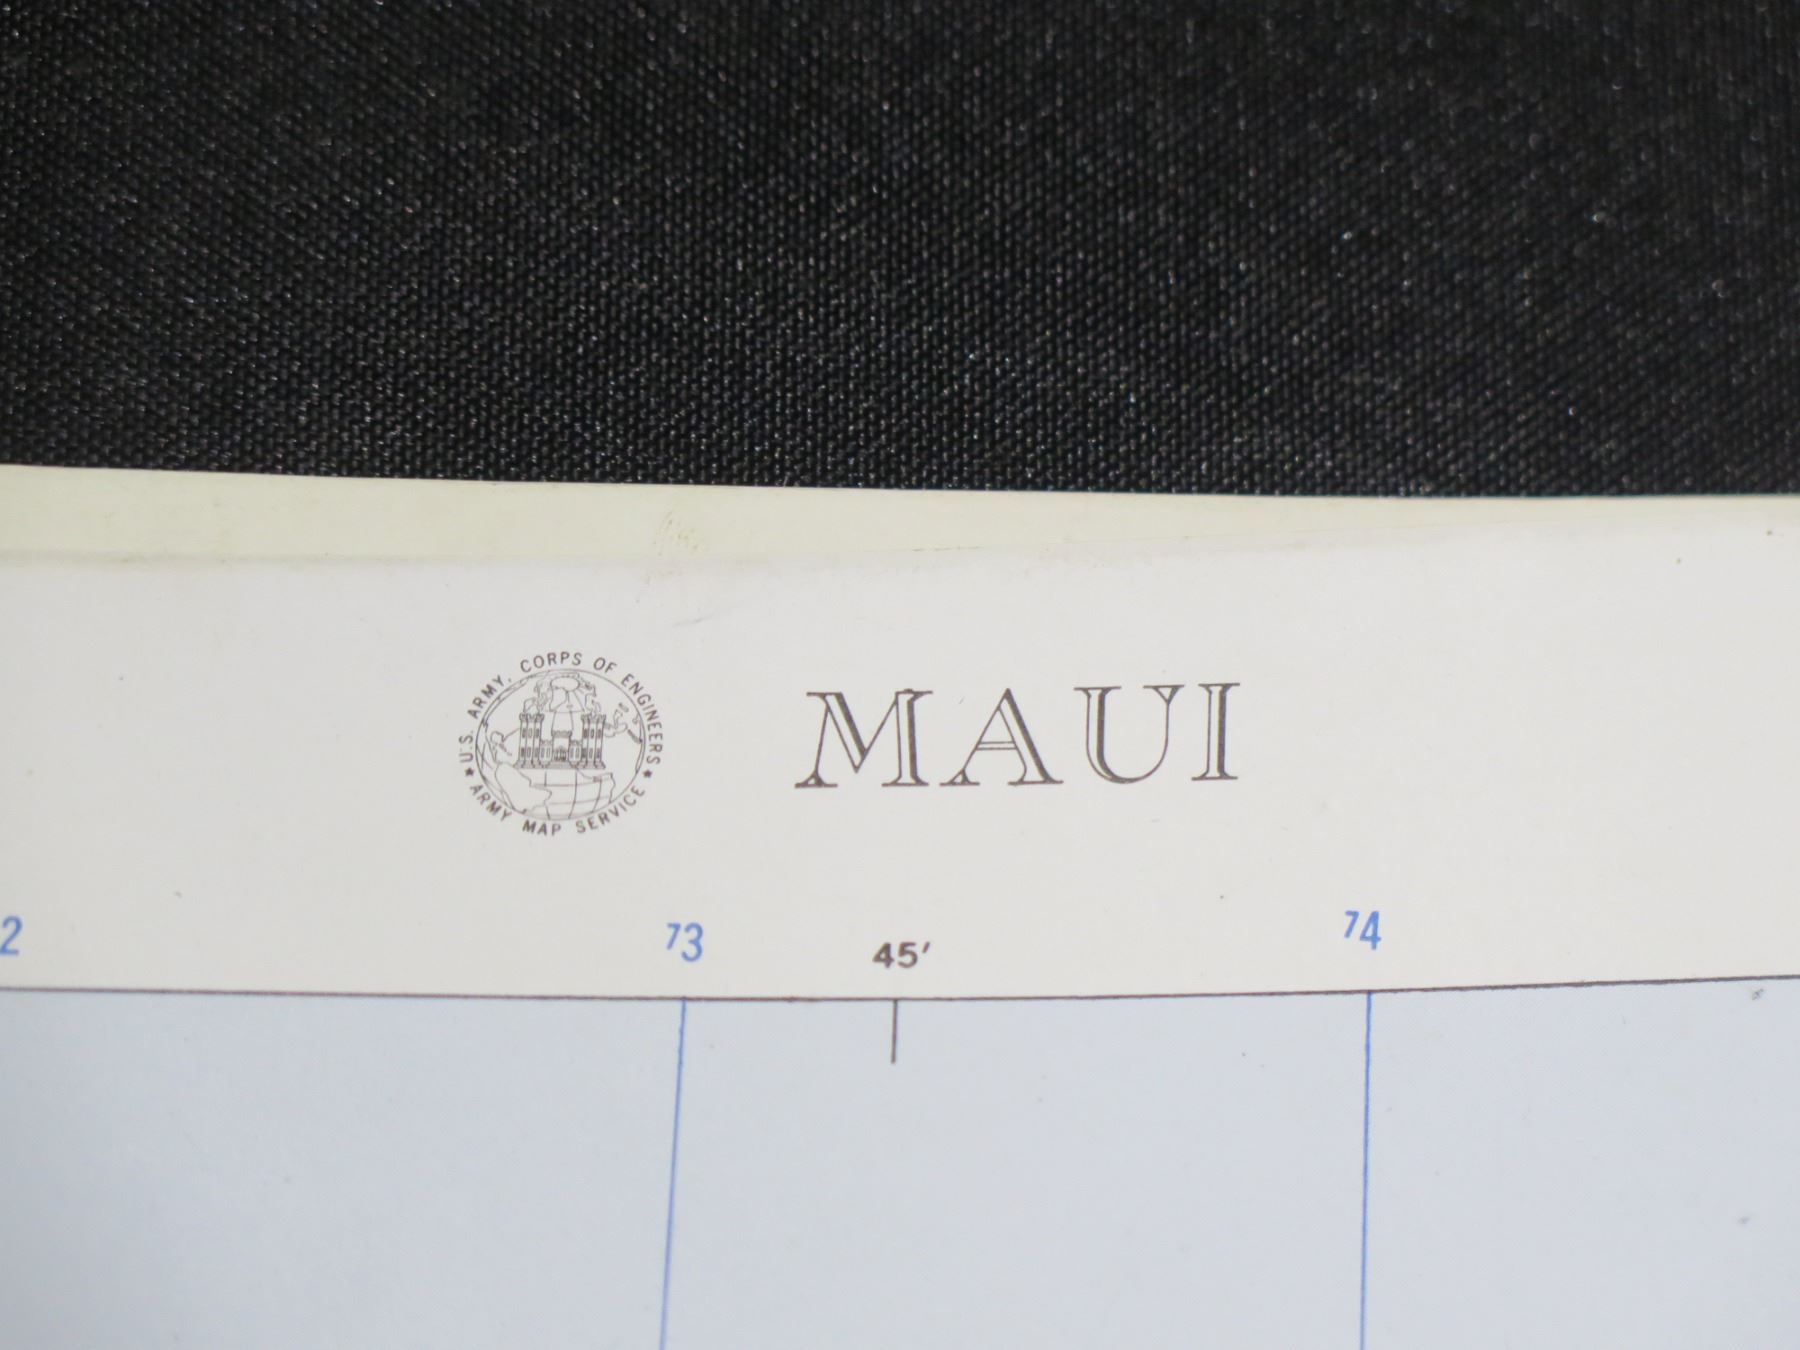 U.S. ARMY, CORPS OF ENGINEERS
★ ARMY MAP SERVICE ★
MAUI
2
73
45′
74